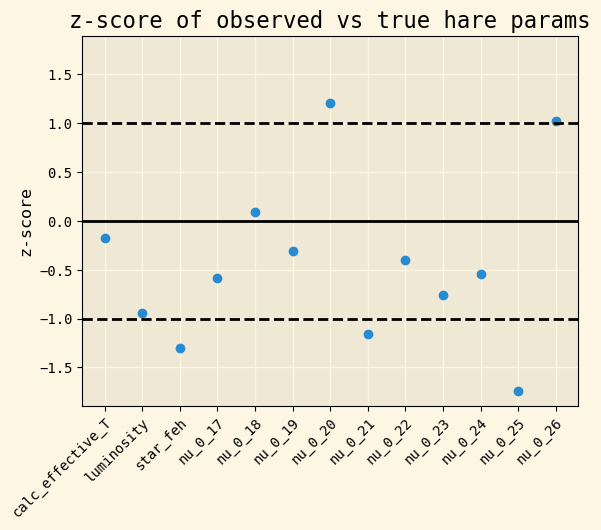 z-score of observed vs true hare params
z-score
1.5
1.0
0.5
0.0
−0.5
−1.0
−1.5
calc_effective_T
luminosity
star_feh
nu_0_17
nu_0_18
nu_0_19
nu_0_20
nu_0_21
nu_0_22
nu_0_23
nu_0_24
nu_0_25
nu_0_26